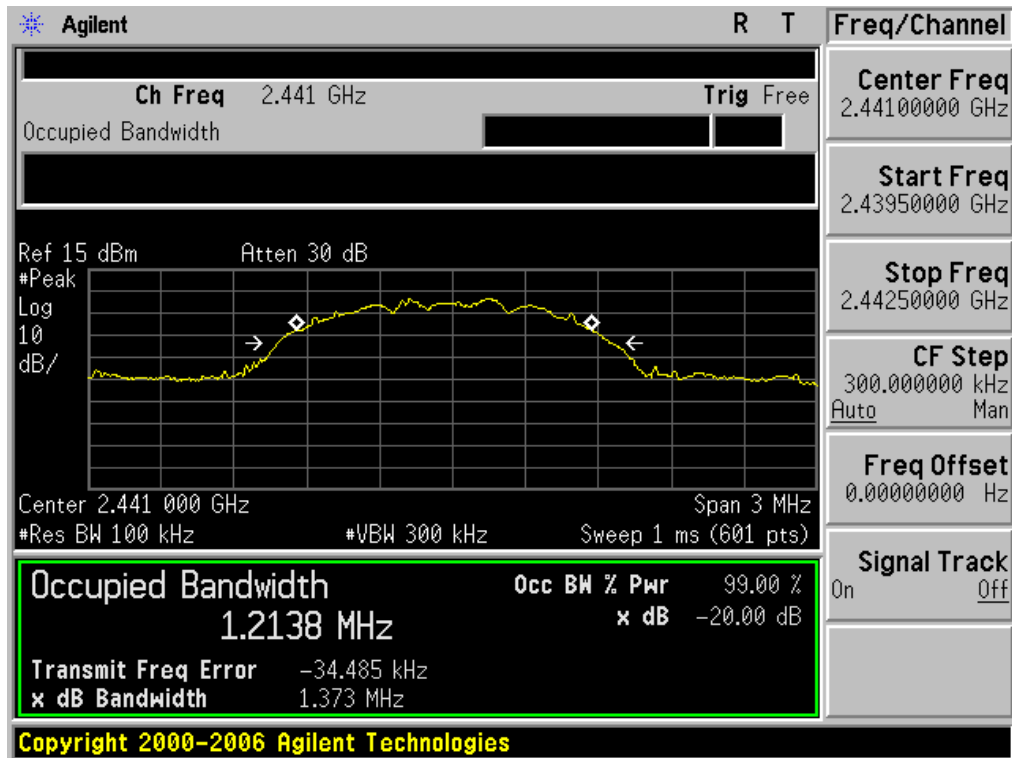 Agilent R T Freq/Channel
Ch Freq 2.441 GHz Trig Free
Occupied Bandwidth
Center Freq
2.44100000 GHz
Start Freq
2.43950000 GHz
Stop Freq
2.44250000 GHz
CF Step
300.000000 kHz
Auto Man
Freq Offset
0.00000000 Hz
Signal Track
On Off
Ref 15 dBm Atten 30 dB
#Peak
Log
10
dB/
Center 2.441 000 GHz Span 3 MHz
#Res BW 100 kHz #VBW 300 kHz Sweep 1 ms (601 pts)
Occupied Bandwidth Occ BW % Pwr 99.00 %
1.2138 MHz x dB -20.00 dB
Transmit Freq Error -34.485 kHz
x dB Bandwidth 1.373 MHz
Copyright 2000-2006 Agilent Technologies